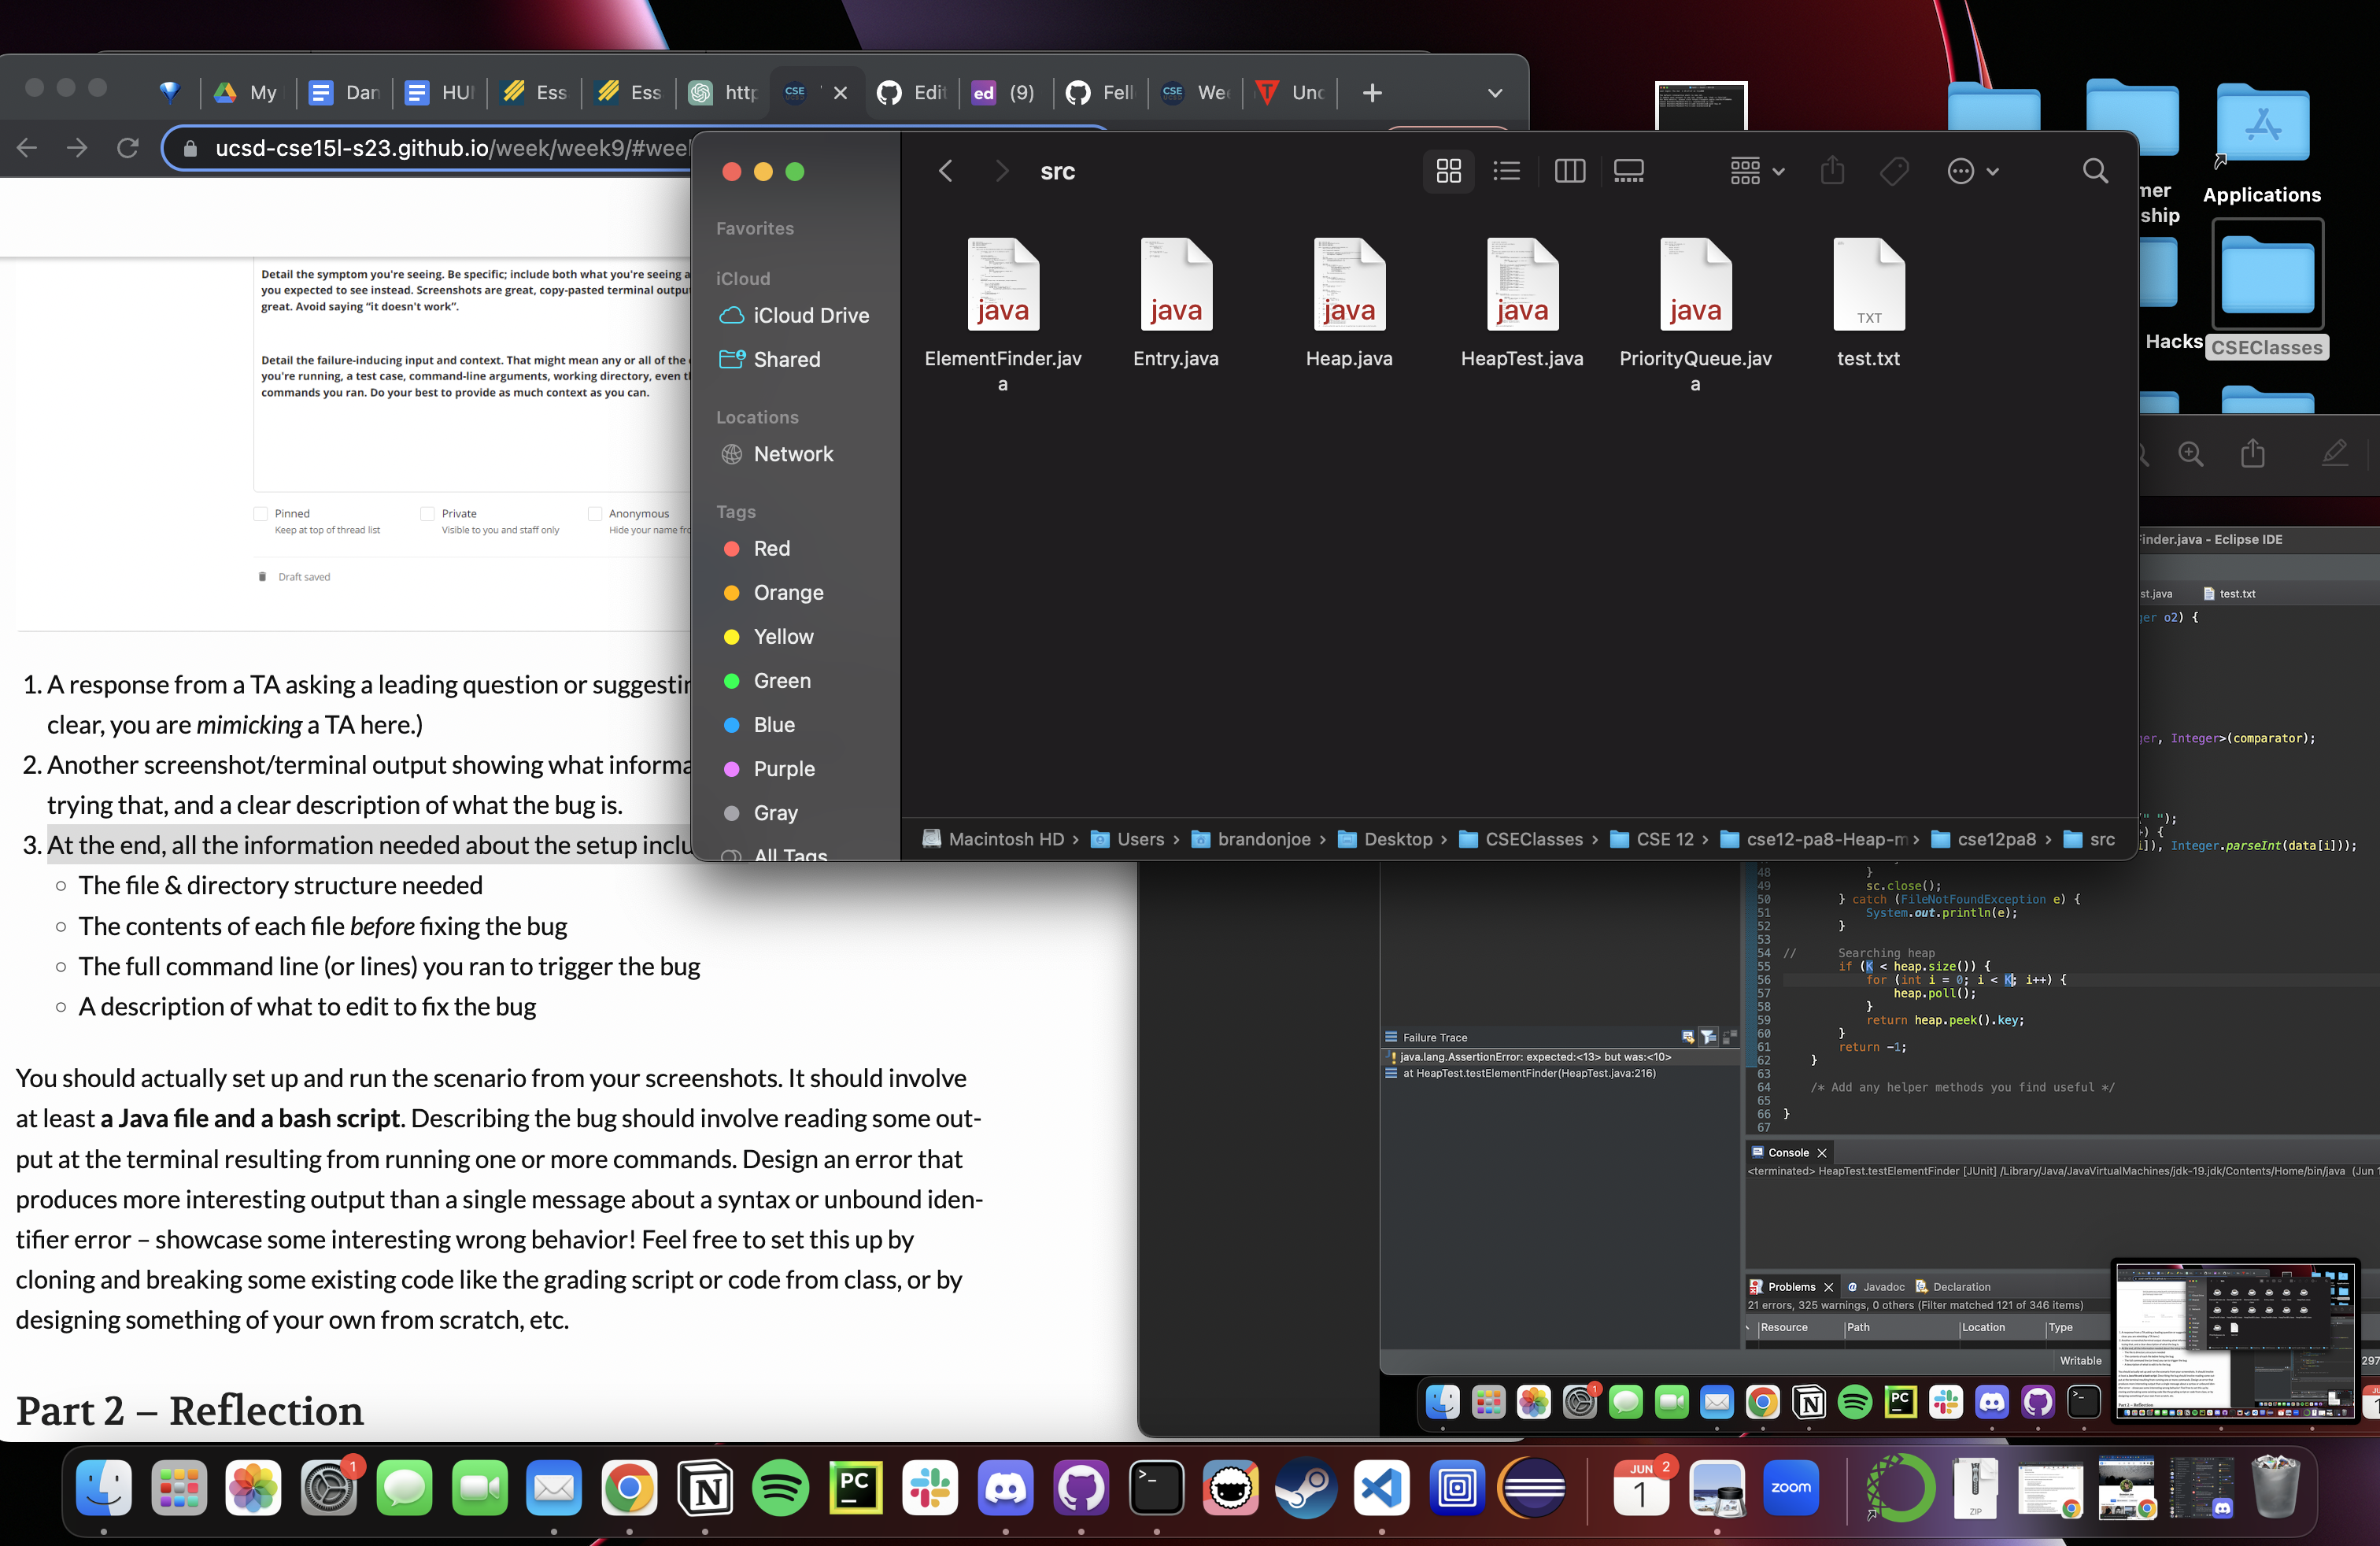 My
Dan
HUI
Ess
Ess
http
CSE
Edit
ed (9)
Fell
CSE Wee
Unc
ucsd-cse15l-s23.github.io/week/week9/#wee
Detail the symptom you're seeing. Be specific; include both what you're seeing a
you expected to see instead. Screenshots are great, copy-pasted terminal output
great. Avoid saying “it doesn't work”.
Detail the failure-inducing input and context. That might mean any or all of the
you're running, a test case, command-line arguments, working directory, even th
commands you ran. Do your best to provide as much context as you can.
Pinned
Keep at top of thread list
Private
Visible to you and staff only
Anonymous
Hide your name fro
Draft saved
1. A response from a TA asking a leading question or suggestin
clear, you are mimicking a TA here.)
2. Another screenshot/terminal output showing what informa
trying that, and a clear description of what the bug is.
3. At the end, all the information needed about the setup inclu
The file & directory structure needed
The contents of each file before fixing the bug
The full command line (or lines) you ran to trigger the bug
A description of what to edit to fix the bug
You should actually set up and run the scenario from your screenshots. It should involve
at least a Java file and a bash script. Describing the bug should involve reading some out-
put at the terminal resulting from running one or more commands. Design an error that
produces more interesting output than a single message about a syntax or unbound iden-
tifier error – showcase some interesting wrong behavior! Feel free to set this up by
cloning and breaking some existing code like the grading script or code from class, or by
designing something of your own from scratch, etc.
Part 2 – Reflection
src
Favorites
iCloud
iCloud Drive
Shared
Locations
Network
Tags
Red
Orange
Yellow
Green
Blue
Purple
Gray
All Tags
java
java
java
java
java
TXT
ElementFinder.jav
a
Entry.java
Heap.java
HeapTest.java
PriorityQueue.jav
a
test.txt
Macintosh HD › Users › brandonjoe › Desktop › CSEClasses › CSE 12 › cse12-pa8-Heap-m › cse12pa8 › src
mer
ship
Applications
Hacks
CSEClasses
Finder.java - Eclipse IDE
st.java
test.txt
ger o2) {
ger, Integer>(comparator);
" ");
+) {
i]), Integer.parseInt(data[i]));
48 }
49 sc.close();
50 } catch (FileNotFoundException e) {
51 System.out.println(e);
52 }
53
54 // Searching heap
55 if (K < heap.size()) {
56 for (int i = 0; i < K; i++) {
57 heap.poll();
58 }
59 return heap.peek().key;
60 }
61 return -1;
62 }
63
64 /* Add any helper methods you find useful */
65
66 }
67
Failure Trace
java.lang.AssertionError: expected:<13> but was:<10>
at HeapTest.testElementFinder(HeapTest.java:216)
Console
<terminated> HeapTest.testElementFinder [JUnit] /Library/Java/JavaVirtualMachines/jdk-19.jdk/Contents/Home/bin/java (Jun 1
Problems
@ Javadoc
Declaration
21 errors, 325 warnings, 0 others (Filter matched 121 of 346 items)
Resource
Path
Location
Type
Writable
297
1
PC
1
PC
JUN 2
1
zoom
ZIP